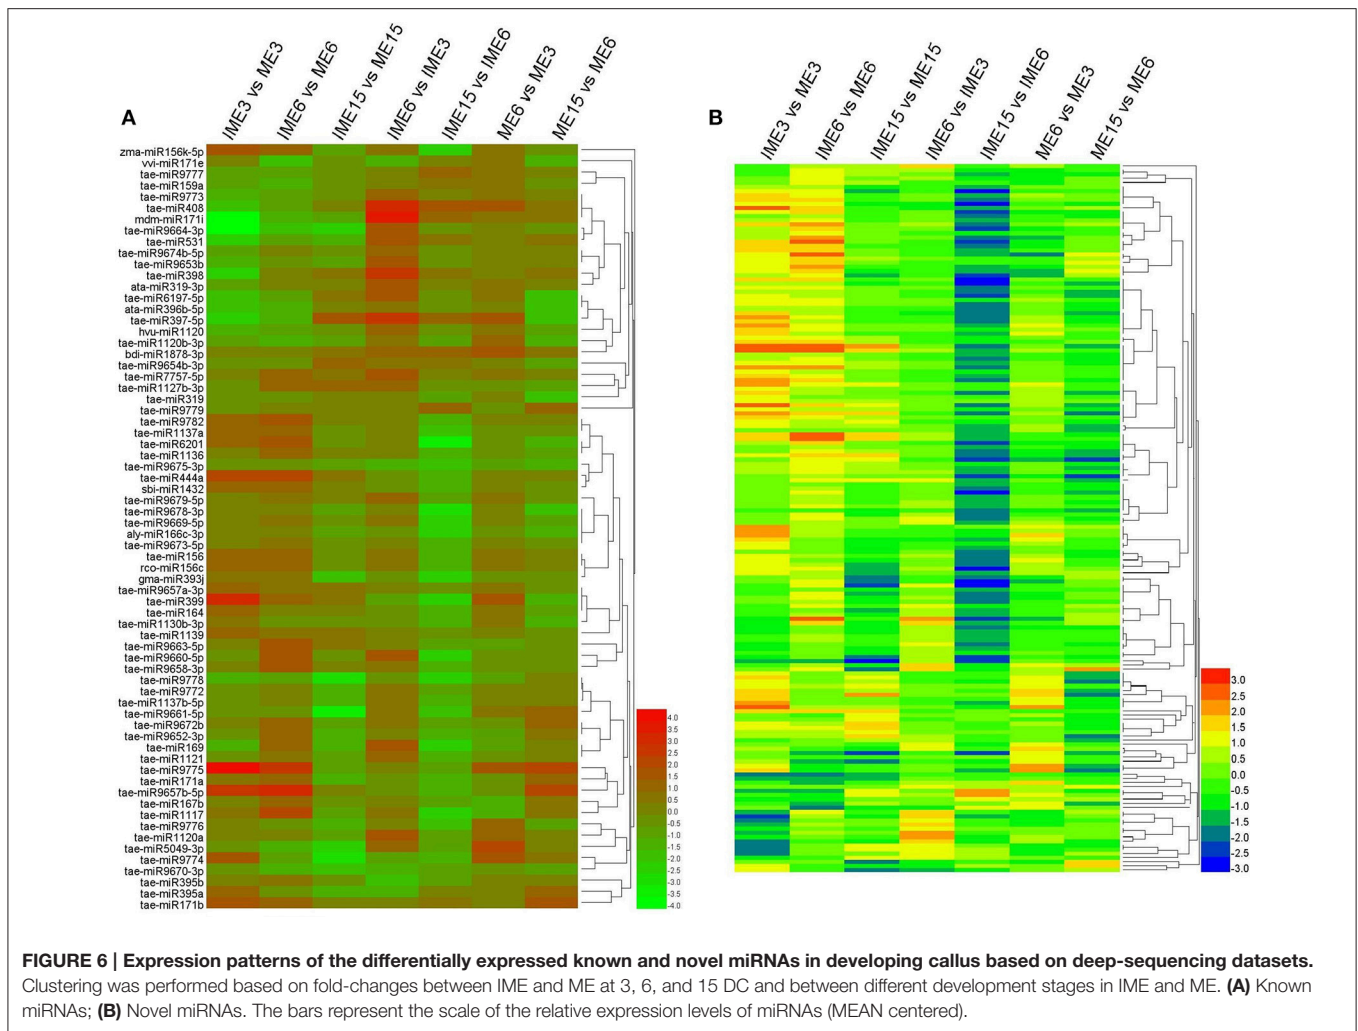 A
IME3 vs ME3
IME6 vs ME6
IME15 vs ME15
IME6 vs IME3
IME15 vs IME6
ME6 vs ME3
ME15 vs ME6
zma-miR156k-5p
vvi-miR171e
tae-miR9777
tae-miR159a
tae-miR9773
tae-miR408
mdm-miR171i
tae-miR9664-3p
tae-miR531
tae-miR9674b-5p
tae-miR9653b
tae-miR398
ata-miR319-3p
tae-miR6197-5p
ata-miR396b-5p
tae-miR397-5p
hvu-miR1120
tae-miR1120b-3p
bdi-miR1878-3p
tae-miR9654b-3p
tae-miR7757-5p
tae-miR1127b-3p
tae-miR319
tae-miR9779
tae-miR9782
tae-miR1137a
tae-miR6201
tae-miR1136
tae-miR9675-3p
tae-miR444a
sbi-miR1432
tae-miR9679-5p
tae-miR9678-3p
tae-miR9669-5p
aly-miR166c-3p
tae-miR9673-5p
tae-miR156
rco-miR156c
gma-miR393j
tae-miR9657a-3p
tae-miR399
tae-miR164
tae-miR1130b-3p
tae-miR1139
tae-miR9663-5p
tae-miR9660-5p
tae-miR9658-3p
tae-miR9778
tae-miR9772
tae-miR1137b-5p
tae-miR9661-5p
tae-miR9672b
tae-miR9652-3p
tae-miR169
tae-miR1121
tae-miR9775
tae-miR171a
tae-miR9657b-5p
tae-miR167b
tae-miR1117
tae-miR9776
tae-miR1120a
tae-miR5049-3p
tae-miR9774
tae-miR9670-3p
tae-miR395b
tae-miR395a
tae-miR171b
4.0
3.5
3.0
2.5
2.0
1.5
1.0
0.5
0.0
-0.5
-1.0
-1.5
-2.0
-2.5
-3.0
-3.5
-4.0
B
IME3 vs ME3
IME6 vs ME6
IME15 vs ME15
IME6 vs IME3
IME15 vs IME6
ME6 vs ME3
ME15 vs ME6
3.0
2.5
2.0
1.5
1.0
0.5
0.0
-0.5
-1.0
-1.5
-2.0
-2.5
-3.0
FIGURE 6 | Expression patterns of the differentially expressed known and novel miRNAs in developing callus based on deep-sequencing datasets.
Clustering was performed based on fold-changes between IME and ME at 3, 6, and 15 DC and between different development stages in IME and ME. (A) Known
miRNAs; (B) Novel miRNAs. The bars represent the scale of the relative expression levels of miRNAs (MEAN centered).